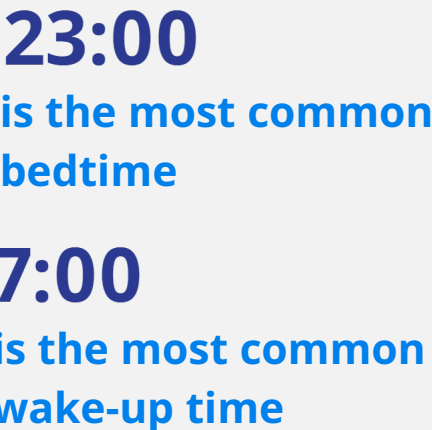 23:00
is the most common
bedtime
7:00
is the most common
wake-up time